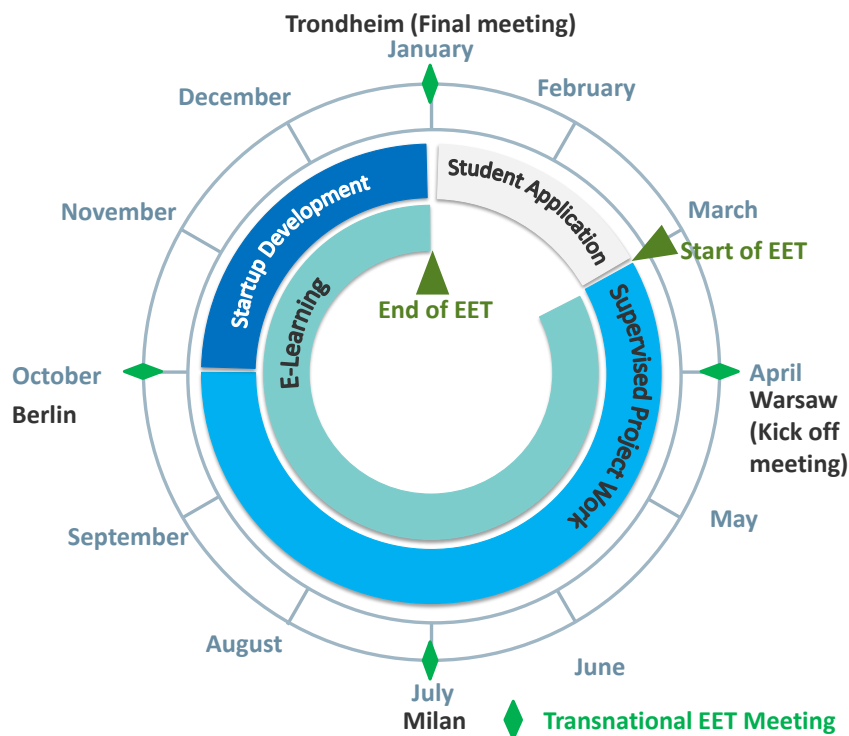 Trondheim (Final meeting)
January
December
February
November
March
Startup Development
Student Application
Start of EET
E-Learning
End of EET
Supervised Project Work
October
Berlin
April
Warsaw
(Kick off
meeting)
September
May
August
June
July
Milan
Transnational EET Meeting